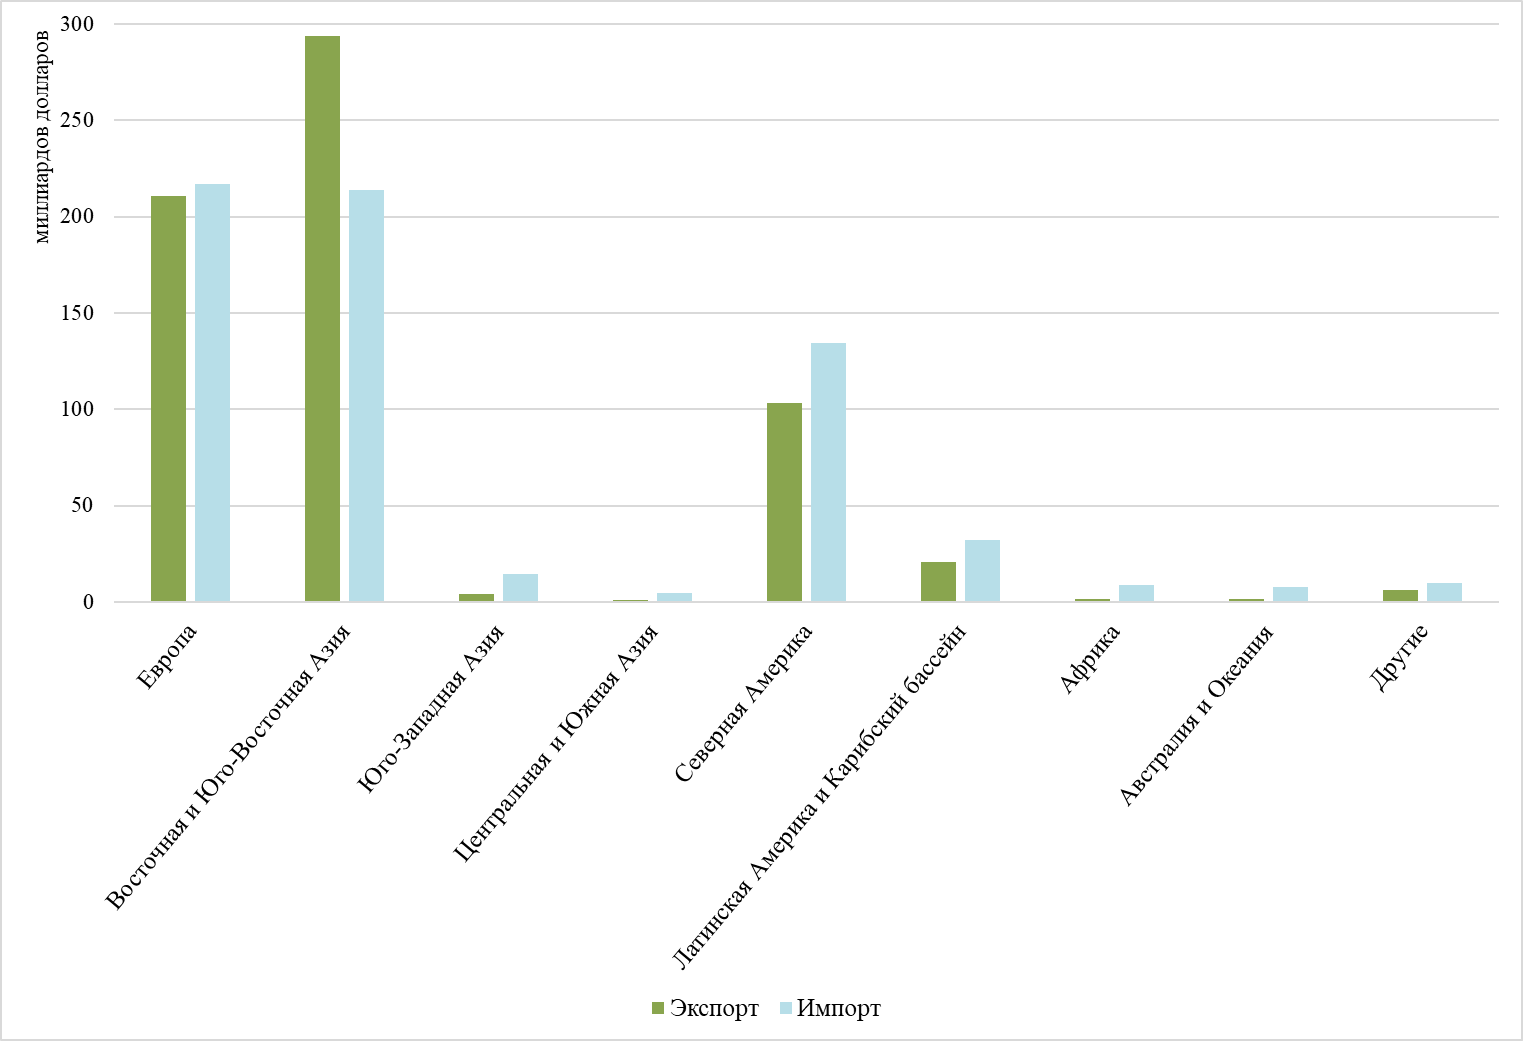 миллиардов долларов
300
250
200
150
100
50
0
Европа
Восточная и Юго-Восточная Азия
Юго-Западная Азия
Центральная и Южная Азия
Северная Америка
Латинская Америка и Карибский бассейн
Африка
Австралия и Океания
Другие
Экспорт Импорт